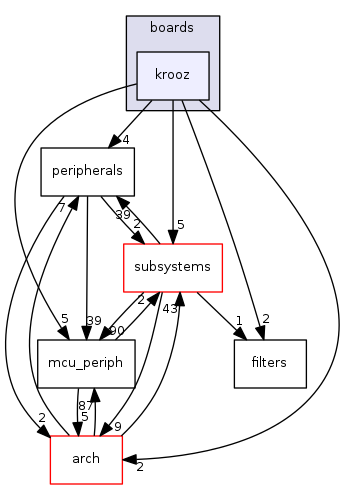 boards
krooz
4
peripherals
7
39
2
5
subsystems
5
39
90
2
43
1
2
mcu_periph
filters
2
87
5
9
arch
2